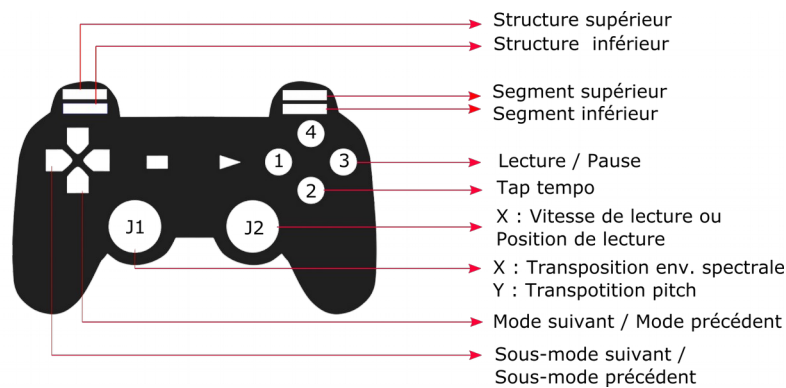 Structure supérieur
Structure inférieur
Segment supérieur
Segment inférieur
4
1
3
Lecture / Pause
2
Tap tempo
J1
J2
X : Vitesse de lecture ou
Position de lecture
X : Transposition env. spectrale
Y : Transpotition pitch
Mode suivant / Mode précédent
Sous-mode suivant /
Sous-mode précédent